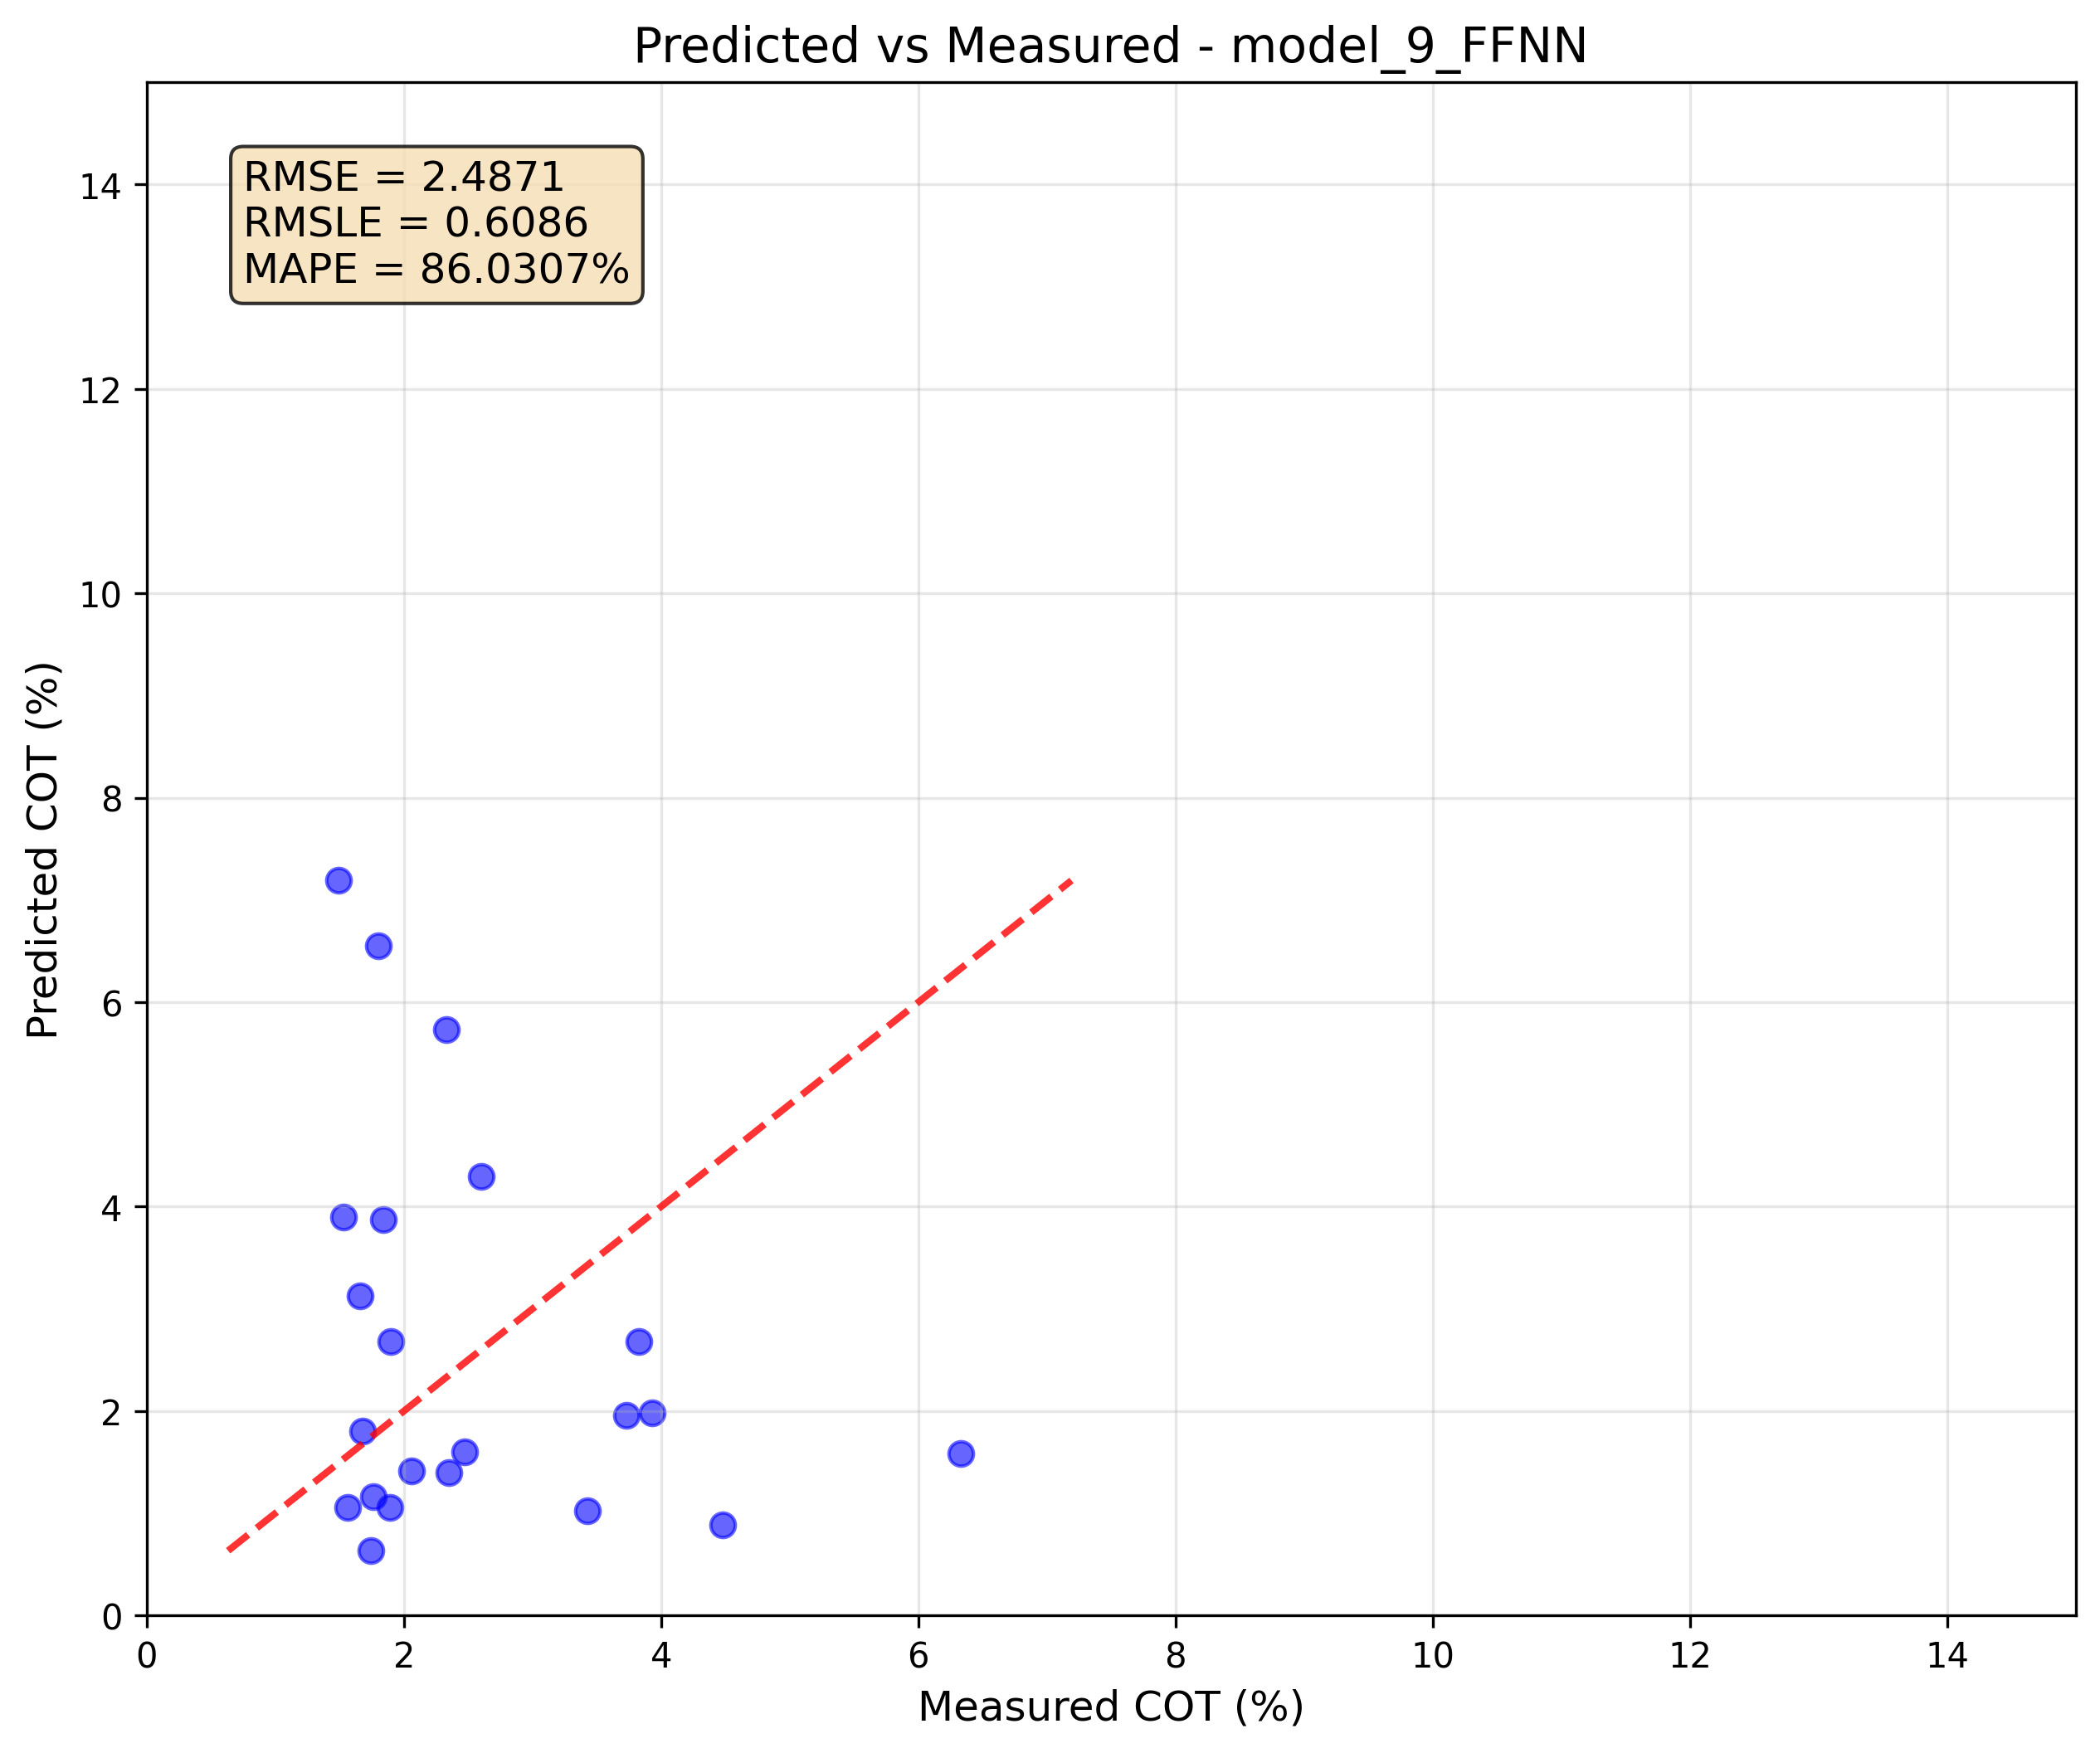 Predicted vs Measured - model_9_FFNN
RMSE = 2.4871
RMSLE = 0.6086
MAPE = 86.0307%
Predicted COT (%)
14
12
10
8
6
4
2
0
0 2 4 6 8 10 12 14
Measured COT (%)